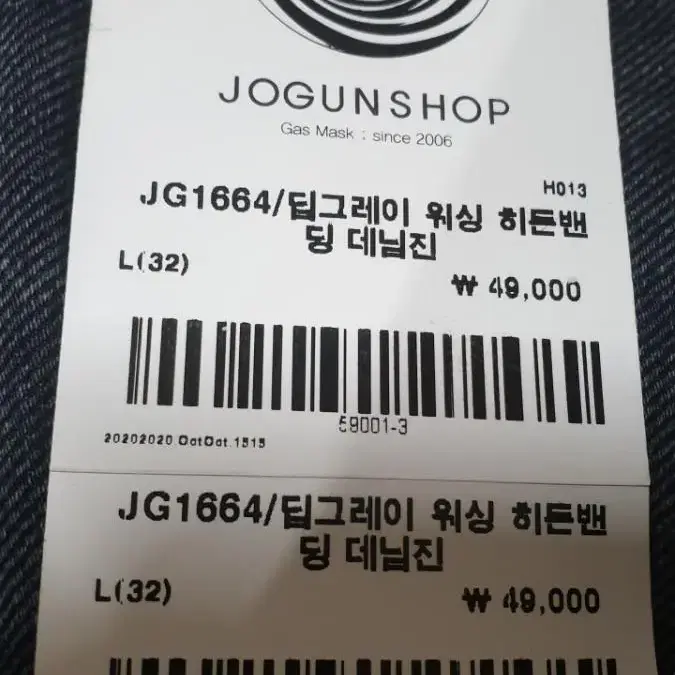 JOGUNSHOP
Gas Mask : since 2006
H013
JG1664/딥그레이 워싱 히든밴
딩 데님진
L(32)
₩ 49,000
59001-3
20202020 OctOct.1515
JG1664/딥그레이 워싱 히든밴
딩 데님진
L(32)
₩ 49,000